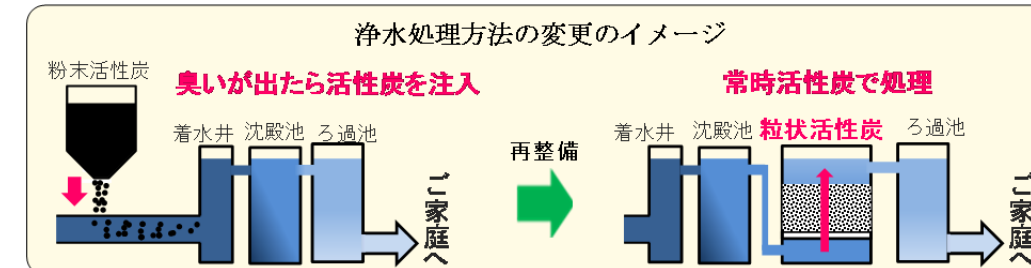 浄水処理方法の変更のイメージ
粉末活性炭
臭いが出たら活性炭を注入
着水井
沈殿池
ろ過池
ご家庭へ
再整備
常時活性炭で処理
着水井
沈殿池
粒状活性炭
ろ過池
ご家庭へ